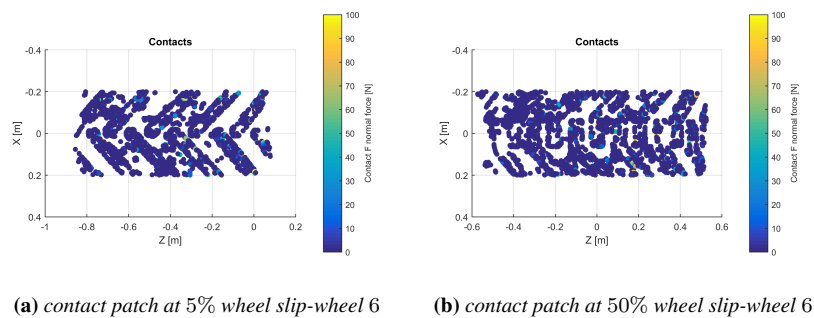 Contacts
-0.4
-0.2
0
0.2
0.4
X [m]
-1 -0.8 -0.6 -0.4 -0.2 0 0.2
Z [m]
100
90
80
70
60
50
40
30
20
10
0
Contact F normal force [N]
Contacts
-0.4
-0.2
0
0.2
0.4
X [m]
-0.6 -0.4 -0.2 0 0.2 0.4 0.6
Z [m]
100
90
80
70
60
50
40
30
20
10
0
Contact F normal force [N]
(a) contact patch at 5% wheel slip-wheel 6
(b) contact patch at 50% wheel slip-wheel 6